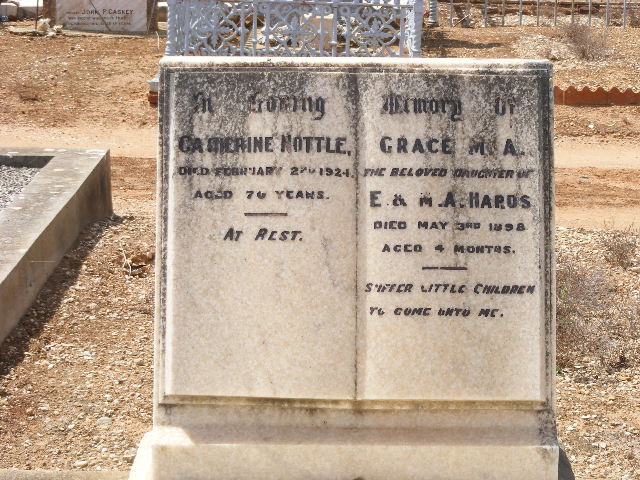 JOHN P. CASKEY
In Loving Memory Of
CATHERINE NOTTLE,
DIED FEBRUARY 2ND 1924,
AGED 76 YEARS.
AT REST.
GRACE M. A.
THE BELOVED DAUGHTER OF
E. & M. A. HARDS
DIED MAY 3RD 1898
AGED 4 MONTHS.
SUFFER LITTLE CHILDREN
TO COME UNTO ME.